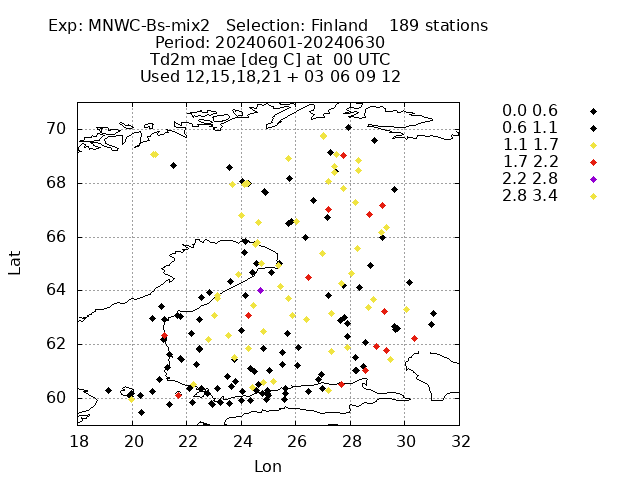 Exp: MNWC-Bs-mix2 Selection: Finland 189 stations
Period: 20240601-20240630
Td2m mae [deg C] at 00 UTC
Used 12,15,18,21 + 03 06 09 12
0.0 0.6
0.6 1.1
1.1 1.7
1.7 2.2
2.2 2.8
2.8 3.4
70
68
66
64
62
60
Lat
18 20 22 24 26 28 30 32
Lon